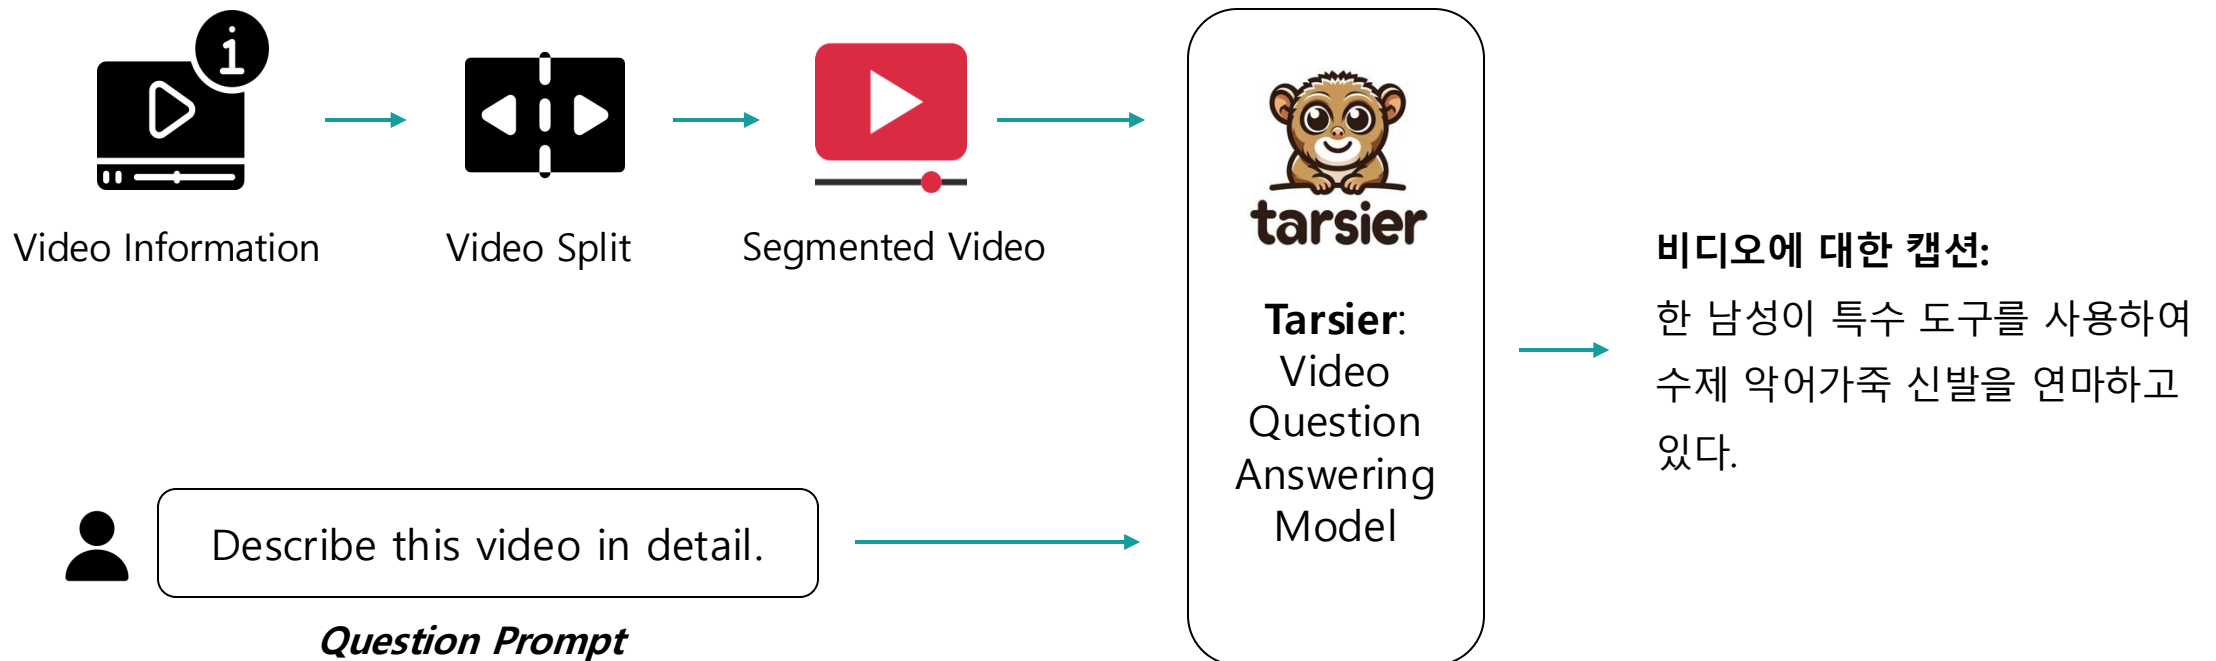 Video Information
Video Split
Segmented Video
Describe this video in detail.
Question Prompt
tarsier
Tarsier:
Video
Question
Answering
Model
비디오에 대한 캡션:
한 남성이 특수 도구를 사용하여
수제 악어가죽 신발을 연마하고
있다.